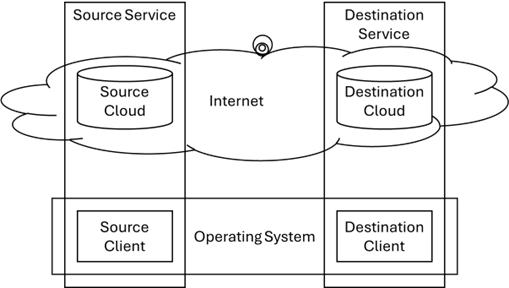 Source Service
Destination
Service
Source
Cloud
Internet
Destination
Cloud
Source
Client
Operating System
Destination
Client